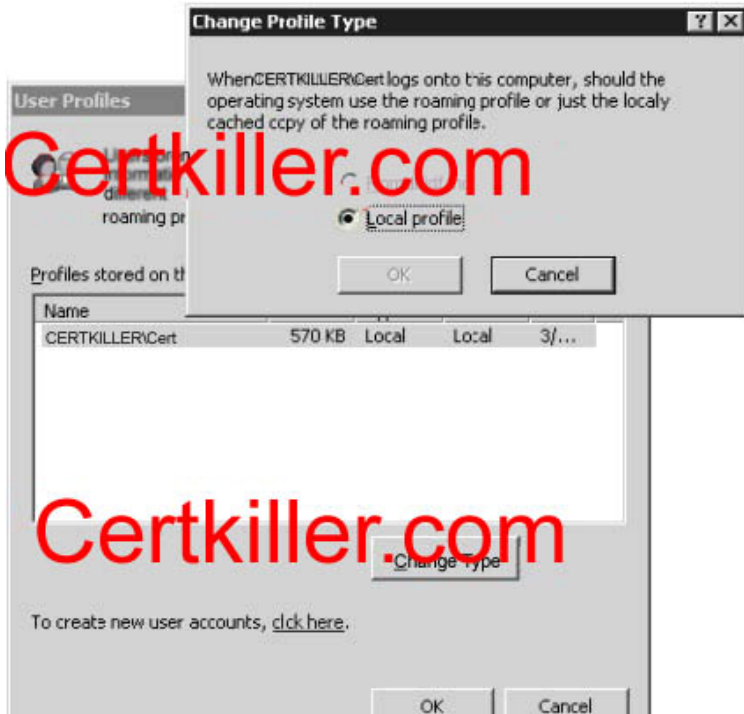 Change Profile Type
WhenCERTKILLER\Cert logs onto this computer, should the
operating system use the roaming profile or just the localy
cached copy of the roaming profile.
Local profile
OK
Cancel
User Profiles
different
roaming pr
Profiles stored on th
Name
CERTKILLER\Cert 570 KB Local Local 3/...
Certkiller.com
Certkiller.com
Change Type
To create new user accounts, click here.
OK
Cancel